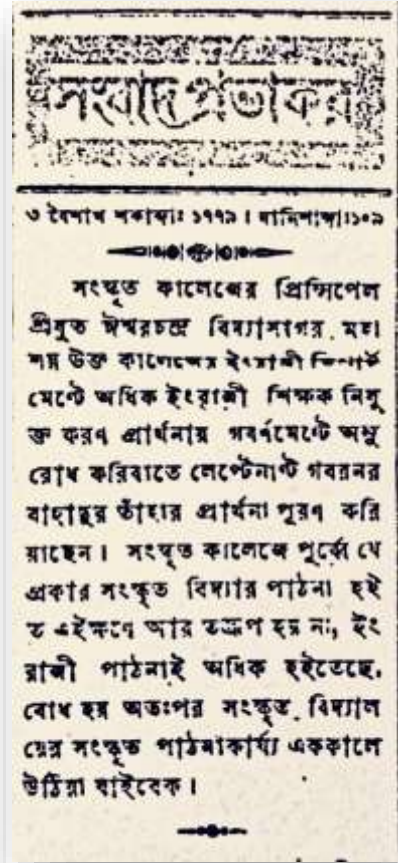 সংবাদ প্রভাকর
৩ বৈশাখ শকাব্দাঃ ১৭৭৯।
সংস্কৃত কালেজের প্রিন্সিপেল
শ্রীযুত ঈশ্বরচন্দ্র বিদ্যাসাগর মহা
শয় উক্ত কালেজের ইংরাজী ডিপার্ট
মেণ্টে অধিক ইংরাজী শিক্ষক নিযু
ক্ত করণ প্রার্থনায় গবর্ণমেণ্টে অনু
রোধ করিবাতে লেপ্টেনাণ্ট গবরনর
বাহাদুর তাঁহার প্রার্থনা পূরণ করি
য়াছেন। সংস্কৃত কালেজে পূর্ব্বে যে
প্রকার সংস্কৃত বিদ্যার পাঠনা হই
ত এইক্ষণে আর তদ্রূপ হয় না, ইং
রাজী পাঠনাই অধিক হইতেছে,
বোধ হয় অতঃপর সংস্কৃত বিদ্যাল
য়ের সংস্কৃত পাঠনাকার্য্য এককালে
উঠিয়া যাইবেক।